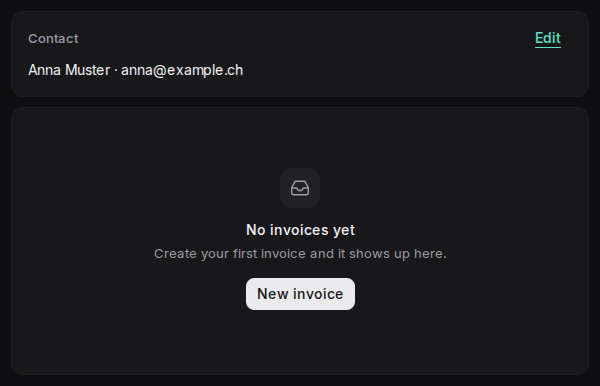 Contact
Edit
Anna Muster · anna@example.ch
No invoices yet
Create your first invoice and it shows up here.
New invoice